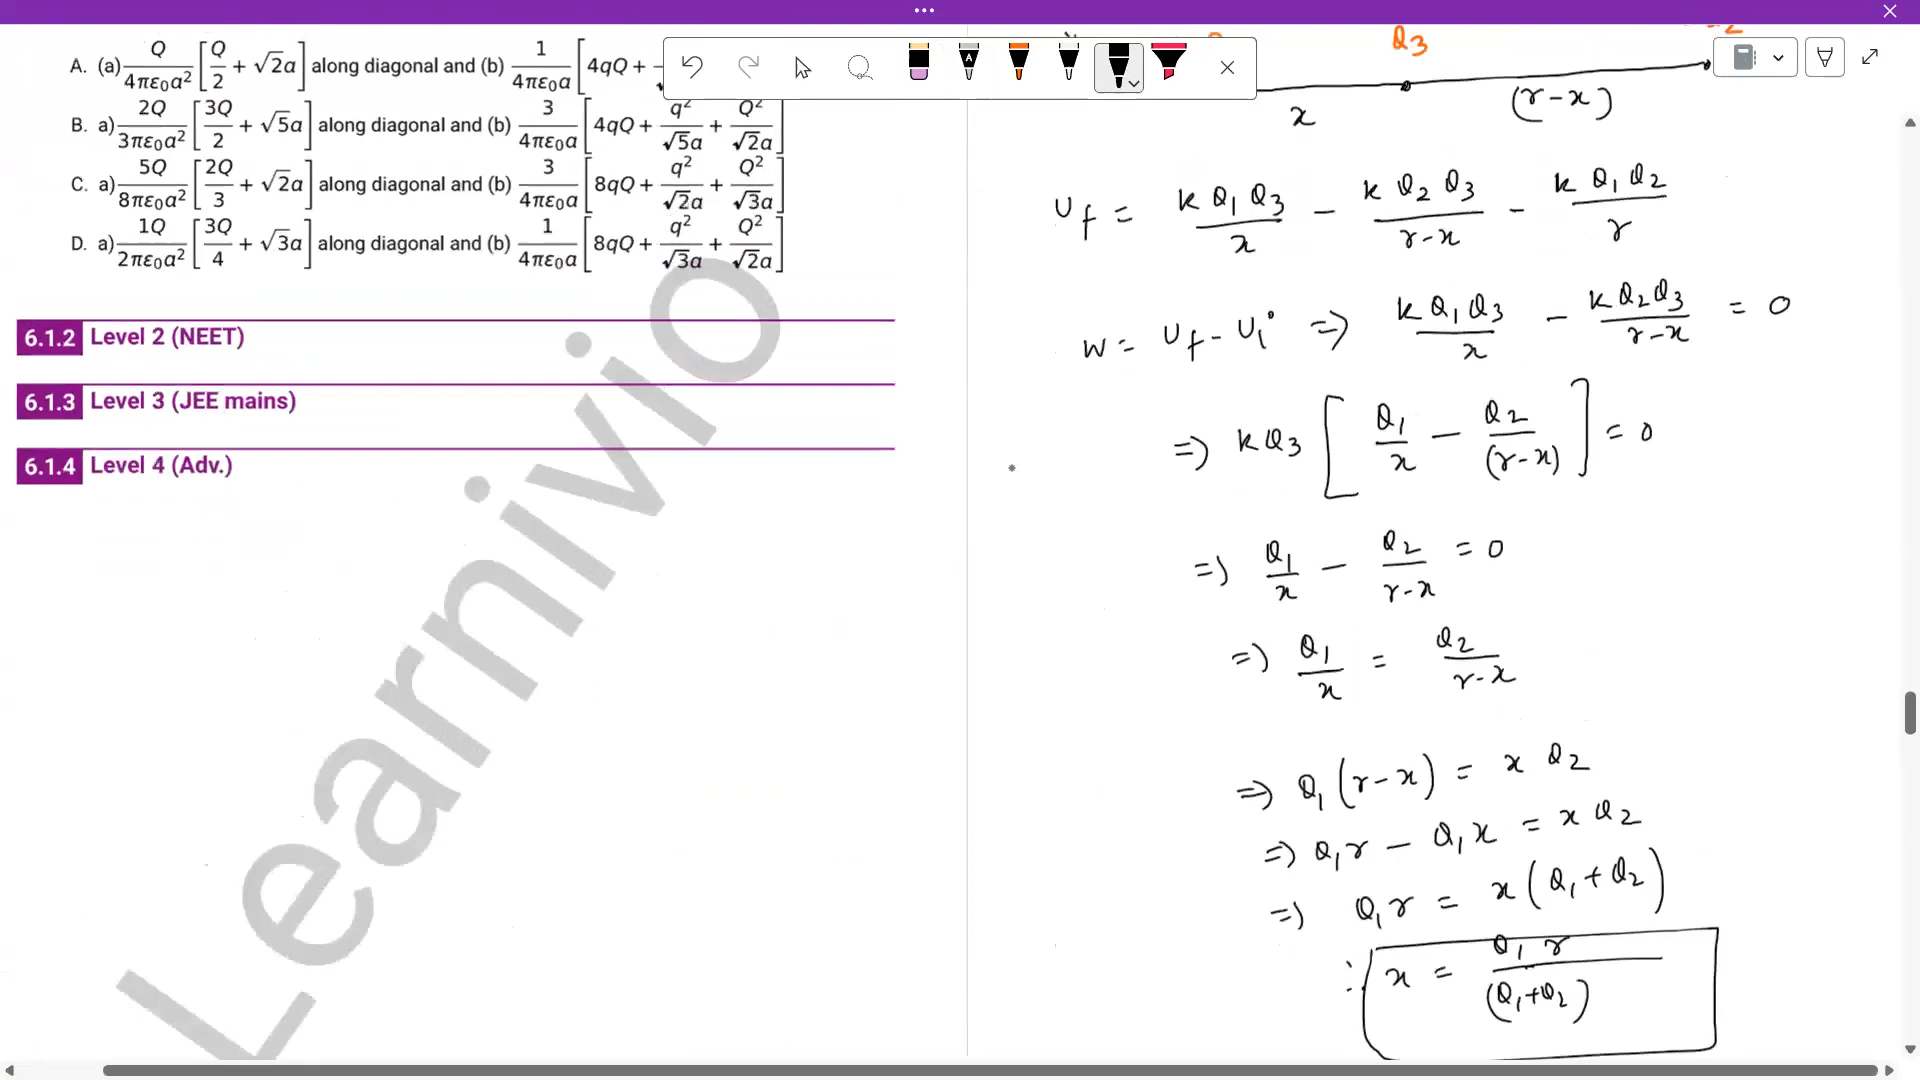 A. (a) Q/4πε₀a² [Q/2 + √2a] along diagonal and (b) 1/4πε₀a [4qQ +
B. a) 2Q/3πε₀a² [3Q/2 + √5a] along diagonal and (b) 3/4πε₀a [4qQ + q²/√5a + Q²/√2a]
C. a) 5Q/8πε₀a² [2Q/3 + √2a] along diagonal and (b) 3/4πε₀a [8qQ + q²/√2a + Q²/√3a]
D. a) 1Q/2πε₀a² [3Q/4 + √3a] along diagonal and (b) 1/4πε₀a [8qQ + q²/√3a + Q²/√2a]
6.1.2 Level 2 (NEET)
6.1.3 Level 3 (JEE mains)
6.1.4 Level 4 (Adv.)
Learnivio
Q₃
x (r-x)
U_f = kQ₁Q₃/x - kQ₂Q₃/r-x - kQ₁Q₂/r
W = U_f - U_i => kQ₁Q₃/x - kQ₂Q₃/r-x = 0
=> kQ₃ [Q₁/x - Q₂/(r-x)] = 0
=> Q₁/x - Q₂/r-x = 0
=> Q₁/x = Q₂/r-x
=> Q₁(r-x) = xQ₂
=> Q₁r - Q₁x = xQ₂
=> Q₁r = x(Q₁+Q₂)
∴ x = Q₁r/(Q₁+Q₂)